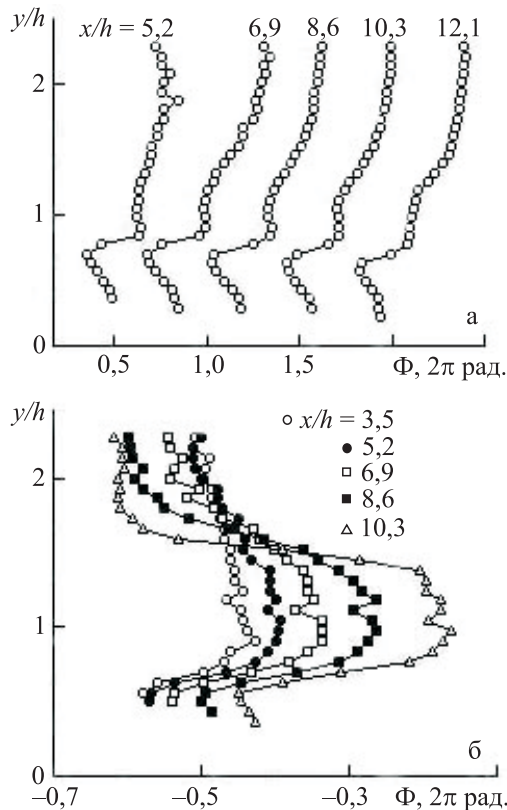 y/h
x/h = 5,2 6,9 8,6 10,3 12,1
2
1
а
0
0,5 1,0 1,5 Ф, 2π рад.
y/h
x/h = 3,5
5,2
2
6,9
8,6
10,3
1
б
0
–0,7 –0,5 –0,3 Ф, 2π рад.